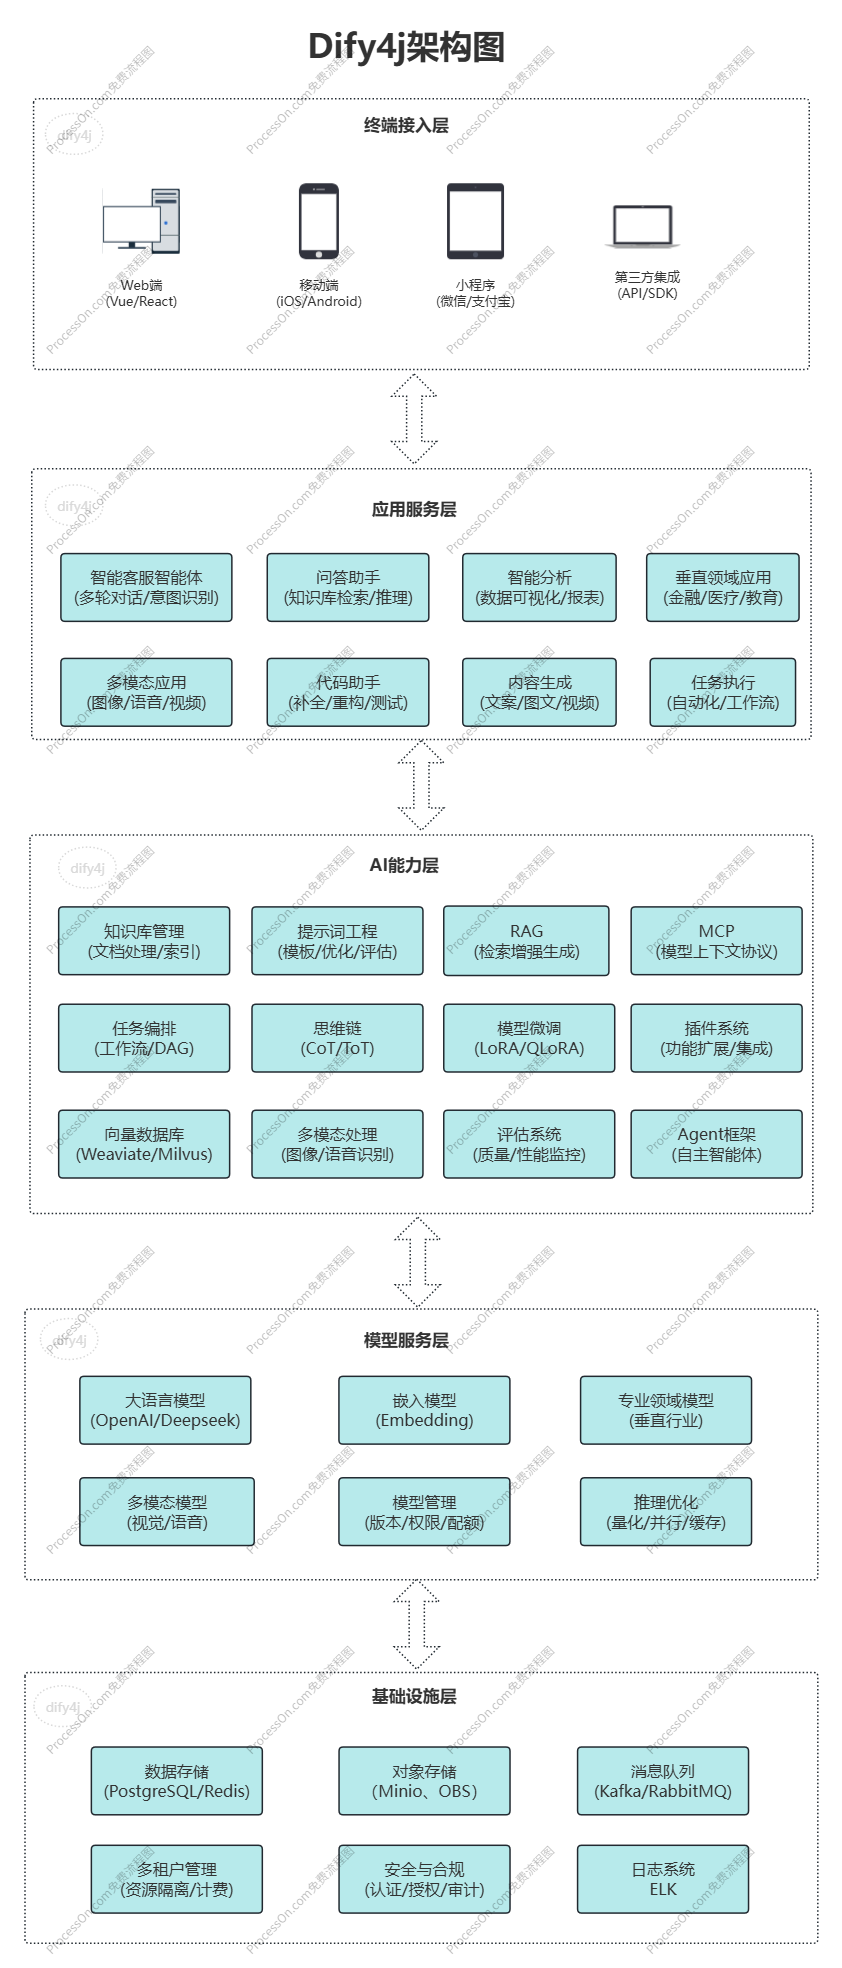 Dify4j架构图
dify4j
终端接入层
Web端
(Vue/React)
移动端
(iOS/Android)
小程序
(微信/支付宝)
第三方集成
(API/SDK)
dify4j
应用服务层
智能客服智能体
(多轮对话/意图识别)
问答助手
(知识库检索/推理)
智能分析
(数据可视化/报表)
垂直领域应用
(金融/医疗/教育)
多模态应用
(图像/语音/视频)
代码助手
(补全/重构/测试)
内容生成
(文案/图文/视频)
任务执行
(自动化/工作流)
dify4j
AI能力层
知识库管理
(文档处理/索引)
提示词工程
(模板/优化/评估)
RAG
(检索增强生成)
MCP
(模型上下文协议)
任务编排
(工作流/DAG)
思维链
(CoT/ToT)
模型微调
(LoRA/QLoRA)
插件系统
(功能扩展/集成)
向量数据库
(Weaviate/Milvus)
多模态处理
(图像/语音识别)
评估系统
(质量/性能监控)
Agent框架
(自主智能体)
dify4j
模型服务层
大语言模型
(OpenAI/Deepseek)
嵌入模型
(Embedding)
专业领域模型
(垂直行业)
多模态模型
(视觉/语音)
模型管理
(版本/权限/配额)
推理优化
(量化/并行/缓存)
dify4j
基础设施层
数据存储
(PostgreSQL/Redis)
对象存储
（Minio、OBS）
消息队列
(Kafka/RabbitMQ)
多租户管理
(资源隔离/计费)
安全与合规
(认证/授权/审计)
日志系统
ELK
ProcessOn.com免费流程图